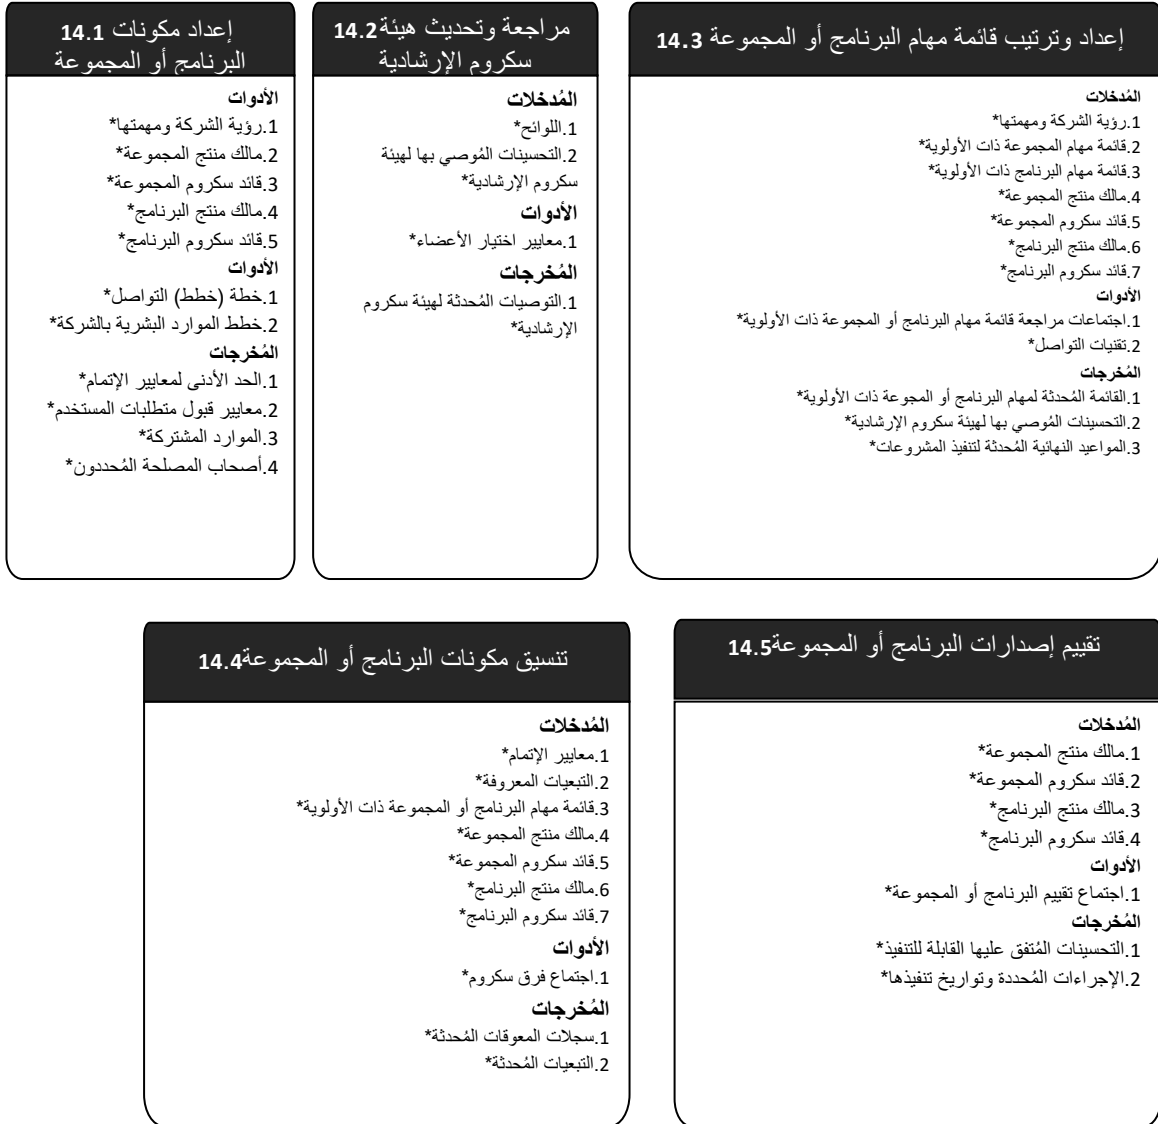 14.1 إعداد مكونات
البرنامج أو المجموعة
الأدوات
1.رؤية الشركة ومهمتها*
2.مالك منتج المجموعة*
3.قائد سكروم المجموعة*
4.مالك منتج البرنامج*
5.قائد سكروم البرنامج*
الأدوات
1.خطة (خطط) التواصل*
2.خطط الموارد البشرية بالشركة*
المُخرجات
1.الحد الأدنى لمعايير الإتمام*
2.معايير قبول متطلبات المستخدم*
3.الموارد المشتركة*
4.أصحاب المصلحة المُحددون*
14.2مراجعة وتحديث هيئة
سكروم الإرشادية
المُدخلات
1.اللوائح*
2.التحسينات المُوصي بها لهيئة
سكروم الإرشادية*
الأدوات
1.معايير اختيار الأعضاء*
المُخرجات
1.التوصيات المُحدثة لهيئة سكروم
الإرشادية*
14.3 إعداد وترتيب قائمة مهام البرنامج أو المجموعة
المُدخلات
1.رؤية الشركة ومهمتها*
2.قائمة مهام المجموعة ذات الأولوية*
3.قائمة مهام البرنامج ذات الأولوية*
4.مالك منتج المجموعة*
5.قائد سكروم المجموعة*
6.مالك منتج البرنامج*
7.قائد سكروم البرنامج*
الأدوات
1.اجتماعات مراجعة قائمة مهام البرنامج أو المجموعة ذات الأولوية*
2.تقنيات التواصل*
المُخرجات
1.القائمة المُحدثة لمهام البرنامج أو المجوعة ذات الأولوية*
2.التحسينات المُوصي بها لهيئة سكروم الإرشادية*
3.المواعيد النهائية المُحدثة لتنفيذ المشروعات*
14.4تنسيق مكونات البرنامج أو المجموعة
المُدخلات
1.معايير الإتمام*
2.التبعيات المعروفة*
3.قائمة مهام البرنامج أو المجموعة ذات الأولوية*
4.مالك منتج المجموعة*
5.قائد سكروم المجموعة*
6.مالك منتج البرنامج*
7.قائد سكروم البرنامج*
الأدوات
1.اجتماع فرق سكروم*
المُخرجات
1.سجلات المعوقات المُحدثة*
2.التبعيات المُحدثة*
14.5تقييم إصدارات البرنامج أو المجموعة
المُدخلات
1.مالك منتج المجموعة*
2.قائد سكروم المجموعة*
3.مالك منتج البرنامج*
4.قائد سكروم البرنامج*
الأدوات
1.اجتماع تقييم البرنامج أو المجموعة*
المُخرجات
1.التحسينات المُتفق عليها القابلة للتنفيذ*
2.الإجراءات المُحددة وتواريخ تنفيذها*